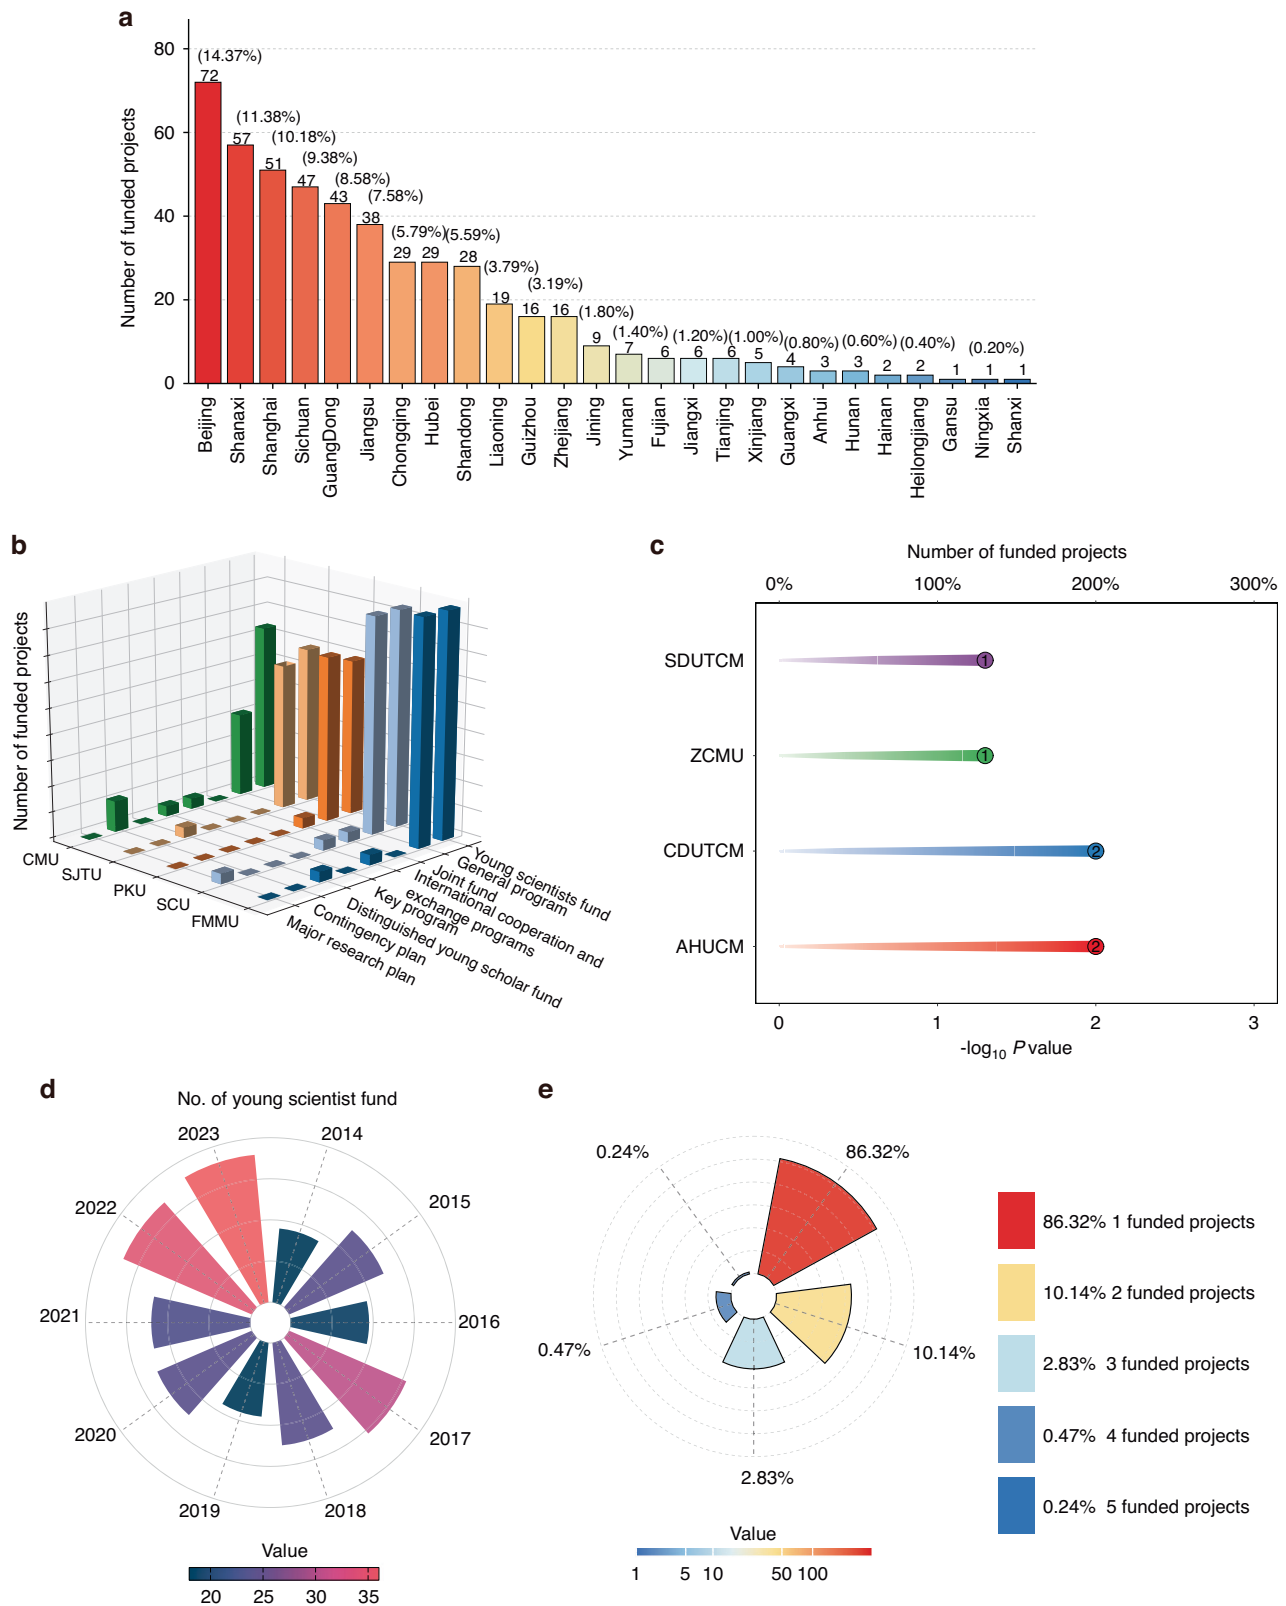 a
Number of funded projects
80
60
40
20
0
(14.37%)
72
(11.38%)
57
(10.18%)
51
(9.38%)
47
(8.58%)
43
(7.58%)
38
(5.79%)
29
29
(5.59%)
28
(3.79%)
19
(3.19%)
16
16
(1.80%)
9
(1.40%)
7
(1.20%)
6
6
6
(1.00%)
5
(0.80%)
4
(0.60%)
3
3
(0.40%)
2
2
(0.20%)
1
1
1
Beijing
Shanaxi
Shanghai
Sichuan
GuangDong
Jiangsu
Chongqing
Hubei
Shandong
Liaoning
Guizhou
Zhejiang
Jining
Yunnan
Fujian
Jiangxi
Tianjing
Xinjiang
Guangxi
Anhui
Hunan
Hainan
Heilongjiang
Gansu
Ningxia
Shanxi
b
Number of funded projects
CMU
SJTU
PKU
SCU
FMMU
Young scientists fund
General program
Joint fund
International cooperation and
exchange programs
Key program
Distinguished young scholar fund
Contingency plan
Major research plan
c
Number of funded projects
0%
100%
200%
300%
SDUTCM
1
ZCMU
1
CDUTCM
2
AHUCM
2
0
1
2
3
-log10 P value
d
No. of young scientist fund
2023
2014
2022
2015
2021
2016
2020
2017
2019
2018
Value
20
25
30
35
e
0.24%
86.32%
0.47%
10.14%
2.83%
Value
1
5
10
50
100
86.32% 1 funded projects
10.14% 2 funded projects
2.83% 3 funded projects
0.47% 4 funded projects
0.24% 5 funded projects